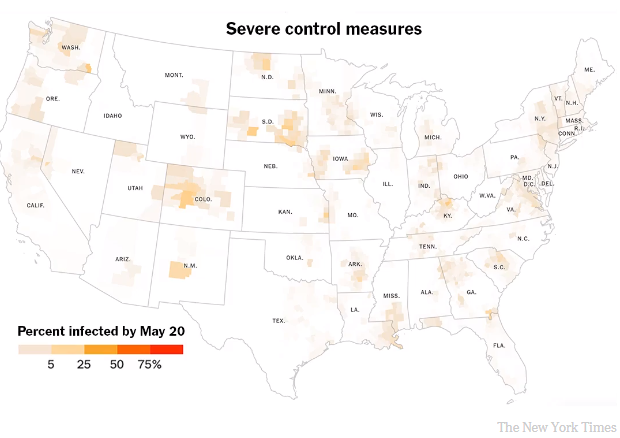 Severe control measures
WASH.
MONT.
N.D.
MINN.
ME.
ORE.
IDAHO
S.D.
WIS.
MICH.
VT.
N.H.
N.Y.
MASS.
R.I.
CONN.
WYO.
NEB.
IOWA
PA.
N.J.
NEV.
UTAH
COLO.
ILL.
IND.
OHIO
MD.
D.C.
DEL.
W.VA.
VA.
CALIF.
KAN.
MO.
KY.
ARIZ.
N.M.
OKLA.
ARK.
TENN.
N.C.
S.C.
TEX.
LA.
MISS.
ALA.
GA.
FLA.
Percent infected by May 20
5 25 50 75%
The New York Times